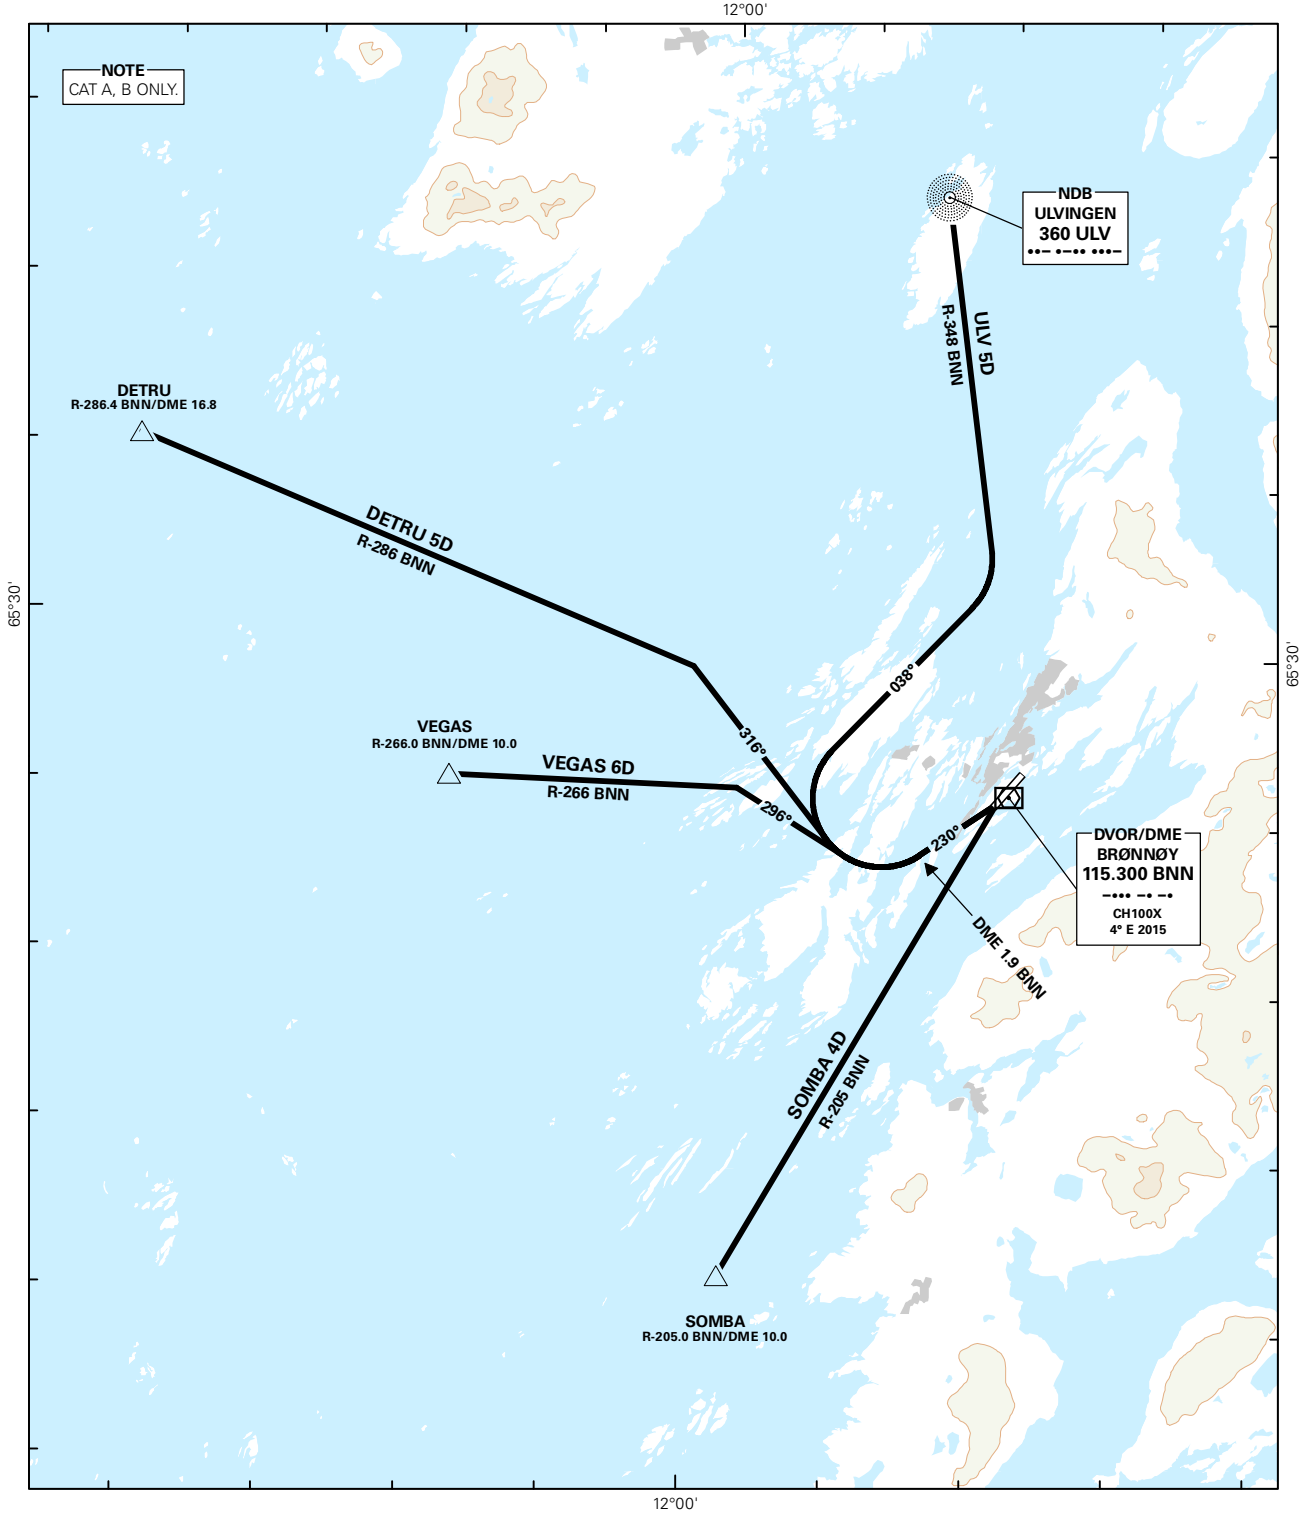 12°00'
NOTE
CAT A, B ONLY.
NDB
ULVINGEN
360 ULV
ULV 5D
R-348 BNN
DETRU
R-286.4 BNN/DME 16.8
DETRU 5D
R-286 BNN
65°30'
65°30'
038°
316°
VEGAS
R-266.0 BNN/DME 10.0
VEGAS 6D
R-266 BNN
296°
230°
DVOR/DME
BRØNNØY
115.300 BNN
CH100X
4° E 2015
DME 1.9 BNN
SOMBA 4D
R-205 BNN
SOMBA
R-205.0 BNN/DME 10.0
12°00'